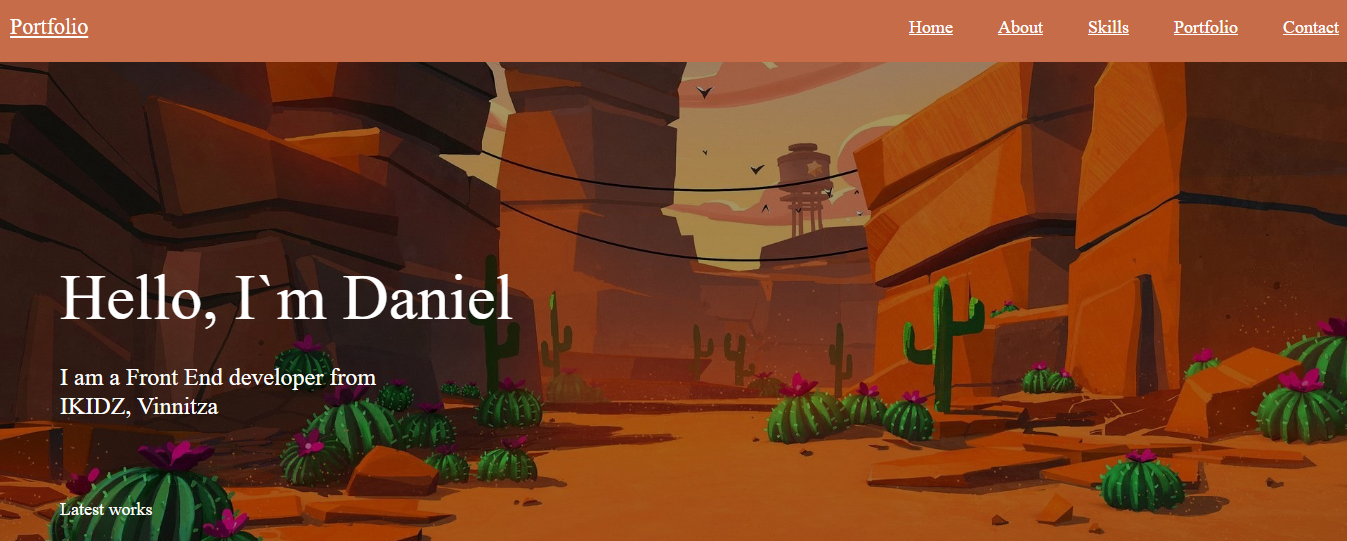 Portfolio
Home About Skills Portfolio Contact
Hello, I`m Daniel
I am a Front End developer from
IKIDZ, Vinnitza
Latest works